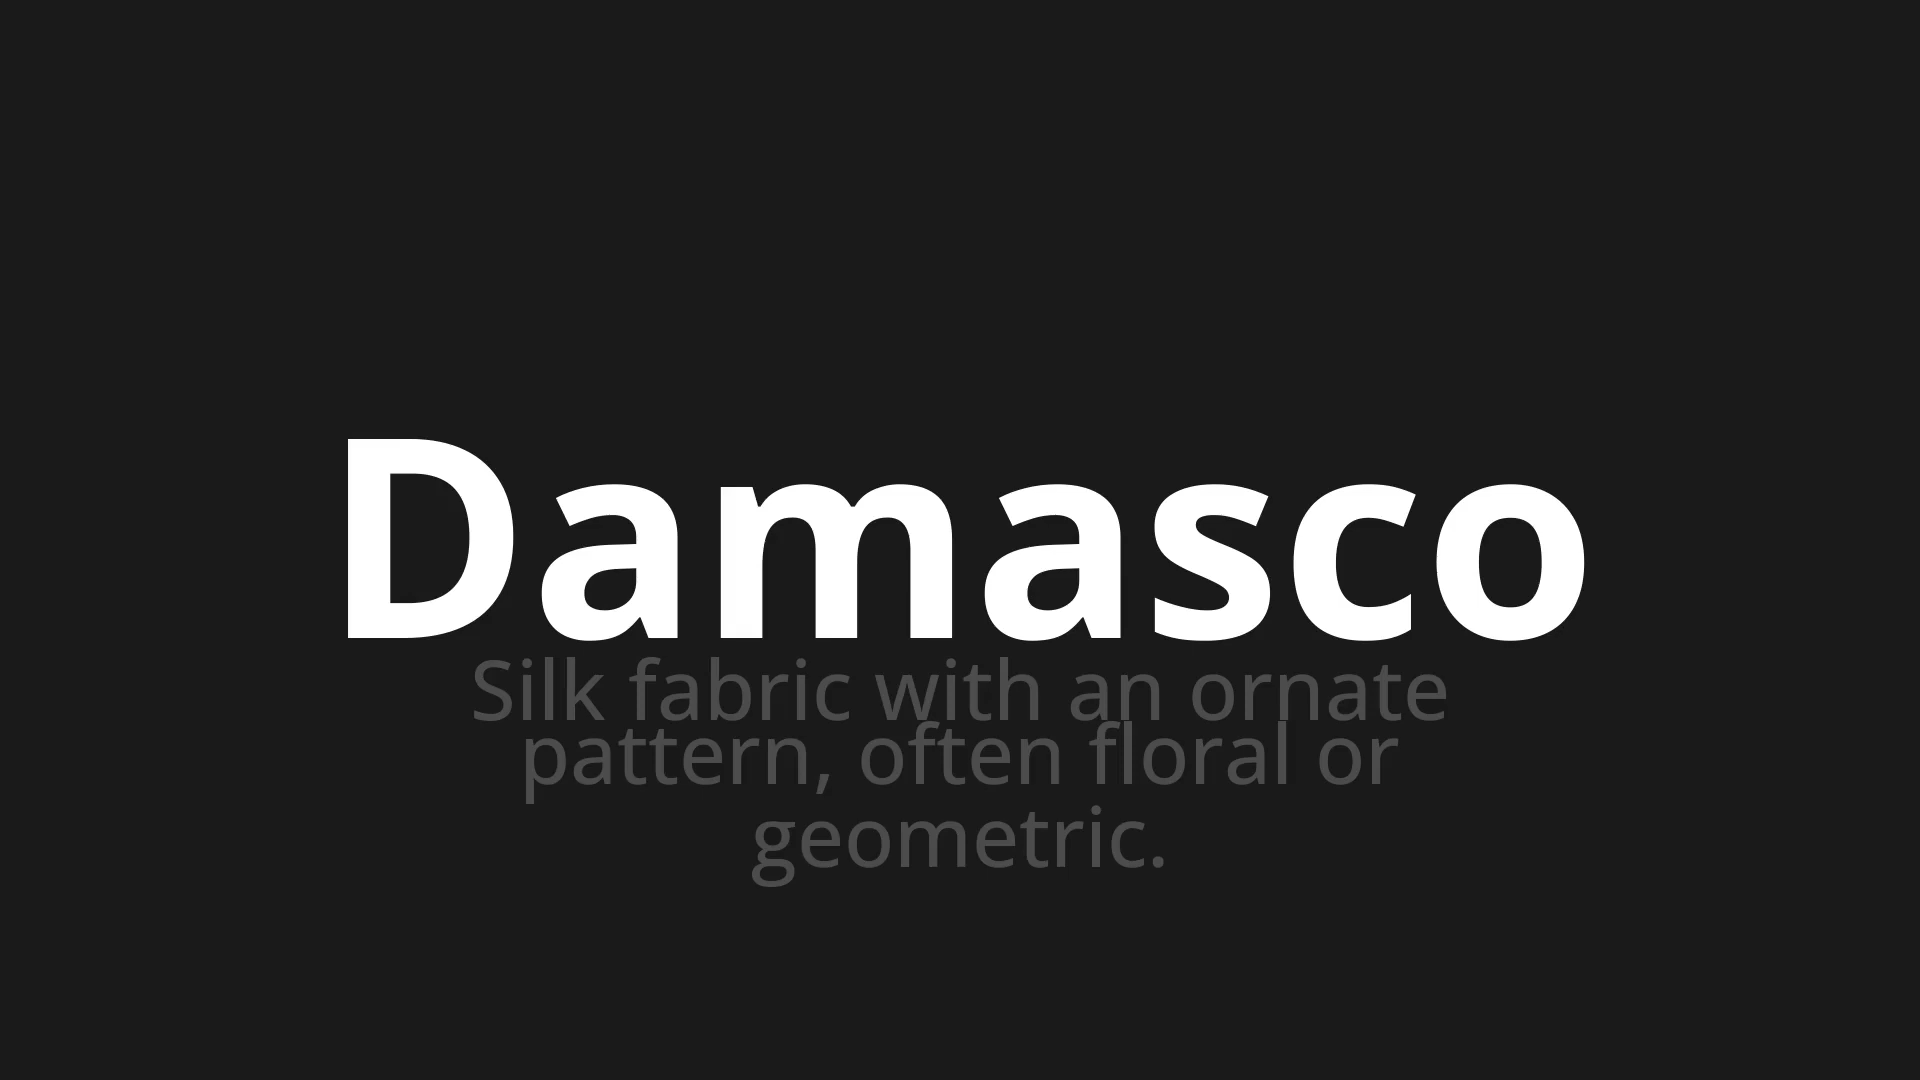 Damasco
Silk fabric with an ornate
pattern, often floral or
geometric.